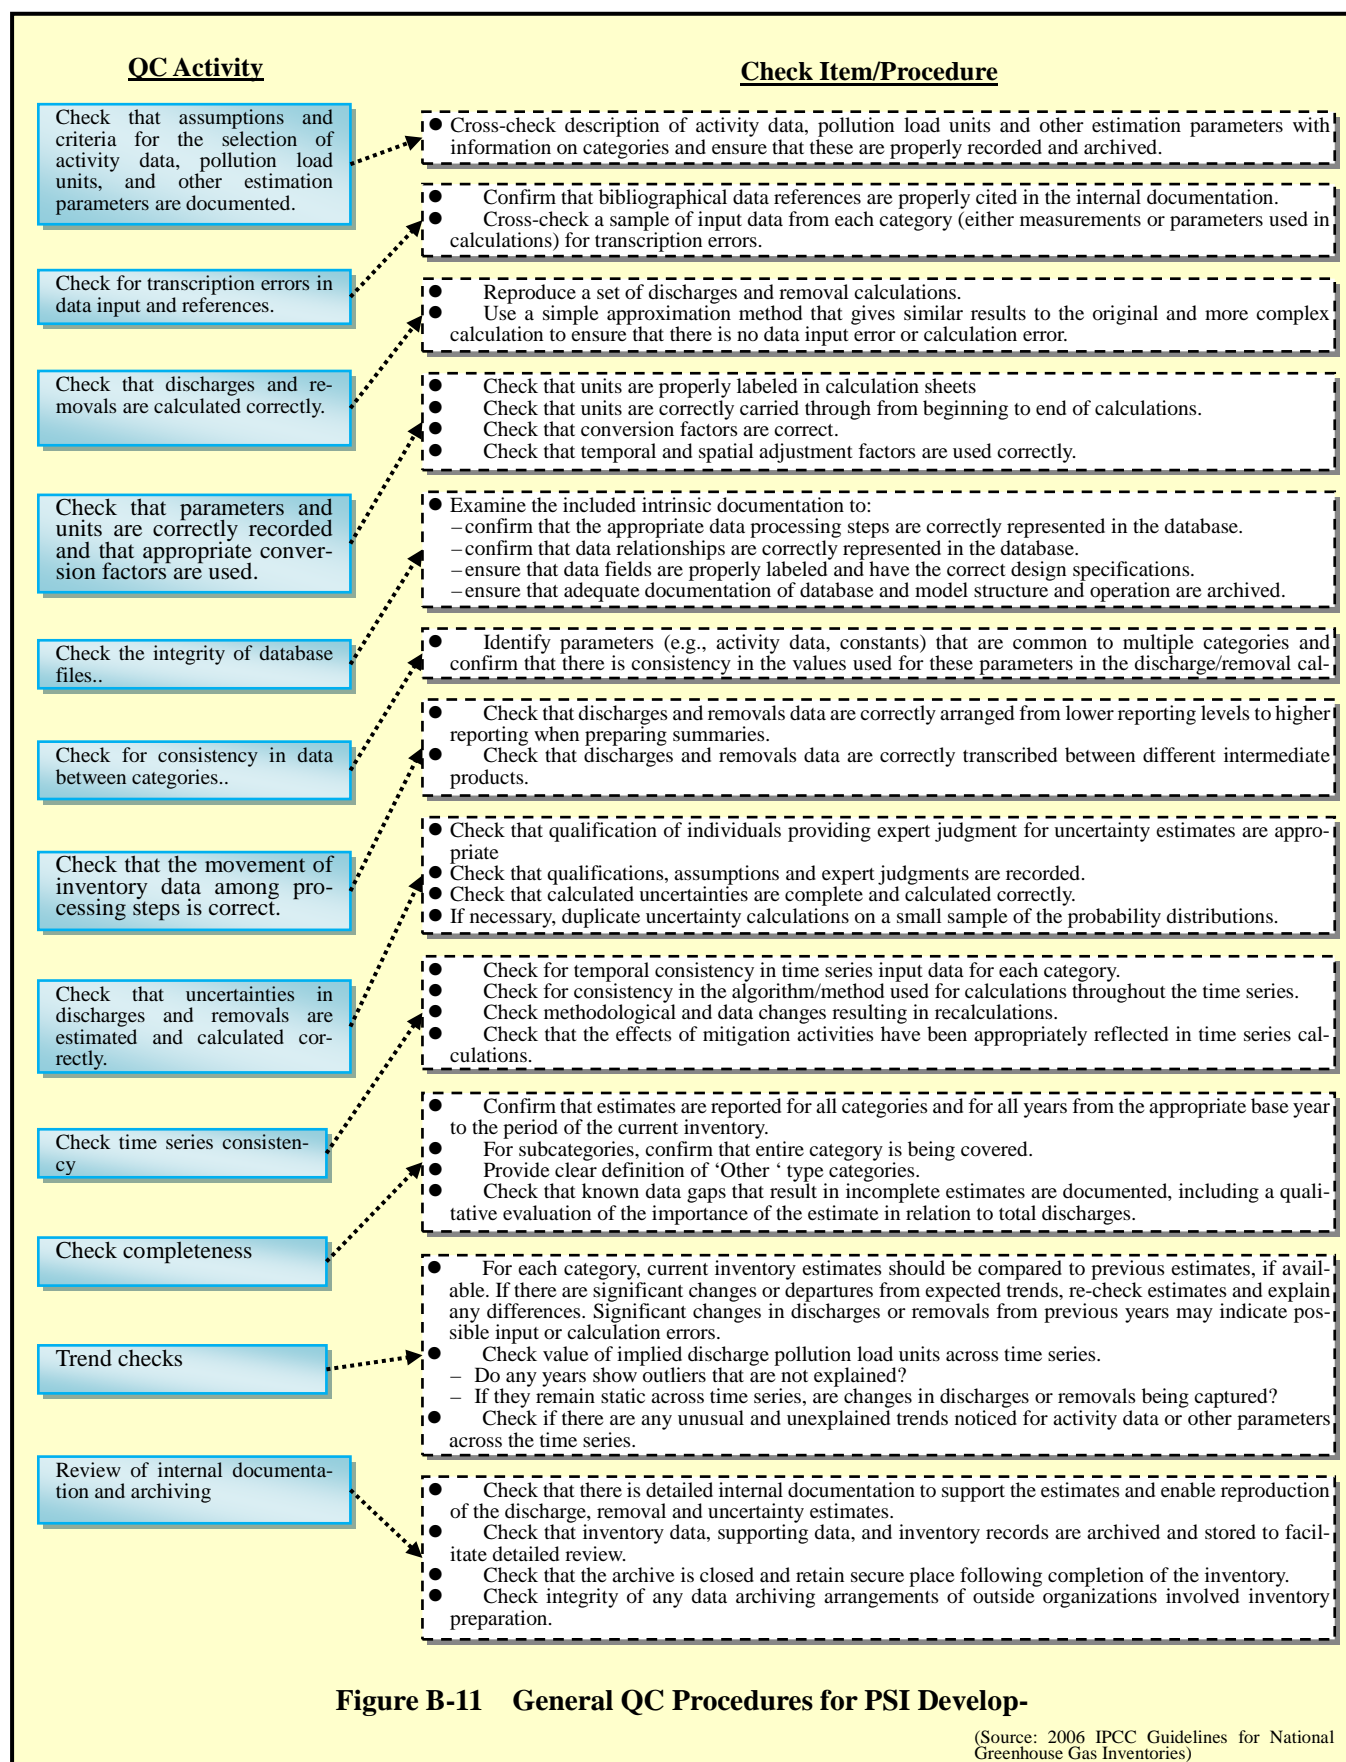 QC Activity
Check Item/Procedure
Check that assumptions and
criteria for the selection of
activity data, pollution load
units, and other estimation
parameters are documented.
● Cross-check description of activity data, pollution load units and other estimation parameters with
information on categories and ensure that these are properly recorded and archived.
Check for transcription errors in
data input and references.
● Confirm that bibliographical data references are properly cited in the internal documentation.
● Cross-check a sample of input data from each category (either measurements or parameters used in
calculations) for transcription errors.
Check that discharges and re-
movals are calculated correctly.
● Reproduce a set of discharges and removal calculations.
● Use a simple approximation method that gives similar results to the original and more complex
calculation to ensure that there is no data input error or calculation error.
Check that parameters and
units are correctly recorded
and that appropriate conver-
sion factors are used.
● Check that units are properly labeled in calculation sheets
● Check that units are correctly carried through from beginning to end of calculations.
● Check that conversion factors are correct.
● Check that temporal and spatial adjustment factors are used correctly.
Check the integrity of database
files..
● Examine the included intrinsic documentation to:
– confirm that the appropriate data processing steps are correctly represented in the database.
– confirm that data relationships are correctly represented in the database.
– ensure that data fields are properly labeled and have the correct design specifications.
– ensure that adequate documentation of database and model structure and operation are archived.
Check for consistency in data
between categories..
● Identify parameters (e.g., activity data, constants) that are common to multiple categories and
confirm that there is consistency in the values used for these parameters in the discharge/removal cal-
Check that the movement of
inventory data among pro-
cessing steps is correct.
● Check that discharges and removals data are correctly arranged from lower reporting levels to higher
reporting when preparing summaries.
● Check that discharges and removals data are correctly transcribed between different intermediate
products.
Check that uncertainties in
discharges and removals are
estimated and calculated cor-
rectly.
● Check that qualification of individuals providing expert judgment for uncertainty estimates are appro-
priate
● Check that qualifications, assumptions and expert judgments are recorded.
● Check that calculated uncertainties are complete and calculated correctly.
● If necessary, duplicate uncertainty calculations on a small sample of the probability distributions.
Check time series consisten-
cy
● Check for temporal consistency in time series input data for each category.
● Check for consistency in the algorithm/method used for calculations throughout the time series.
● Check methodological and data changes resulting in recalculations.
● Check that the effects of mitigation activities have been appropriately reflected in time series cal-
culations.
Check completeness
● Confirm that estimates are reported for all categories and for all years from the appropriate base year
to the period of the current inventory.
● For subcategories, confirm that entire category is being covered.
● Provide clear definition of ‘Other ‘ type categories.
● Check that known data gaps that result in incomplete estimates are documented, including a quali-
tative evaluation of the importance of the estimate in relation to total discharges.
Trend checks
● For each category, current inventory estimates should be compared to previous estimates, if avail-
able. If there are significant changes or departures from expected trends, re-check estimates and explain
any differences. Significant changes in discharges or removals from previous years may indicate pos-
sible input or calculation errors.
● Check value of implied discharge pollution load units across time series.
– Do any years show outliers that are not explained?
– If they remain static across time series, are changes in discharges or removals being captured?
● Check if there are any unusual and unexplained trends noticed for activity data or other parameters
across the time series.
Review of internal documenta-
tion and archiving
● Check that there is detailed internal documentation to support the estimates and enable reproduction
of the discharge, removal and uncertainty estimates.
● Check that inventory data, supporting data, and inventory records are archived and stored to facil-
itate detailed review.
● Check that the archive is closed and retain secure place following completion of the inventory.
● Check integrity of any data archiving arrangements of outside organizations involved inventory
preparation.
Figure B-11 General QC Procedures for PSI Develop-
(Source: 2006 IPCC Guidelines for National
Greenhouse Gas Inventories)